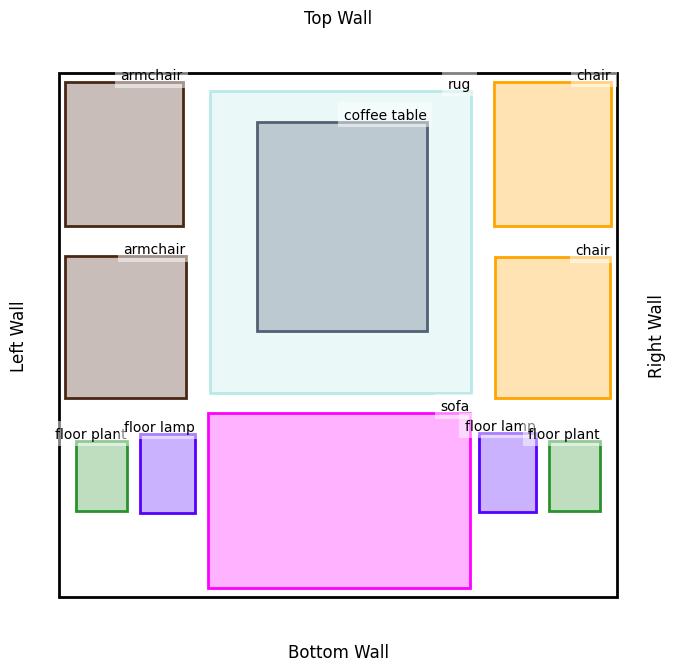 Top Wall
armchair
chair
rug
coffee table
armchair
chair
Left Wall
Right Wall
sofa
floor lamp
floor lamp
floor plant
floor plant
Bottom Wall